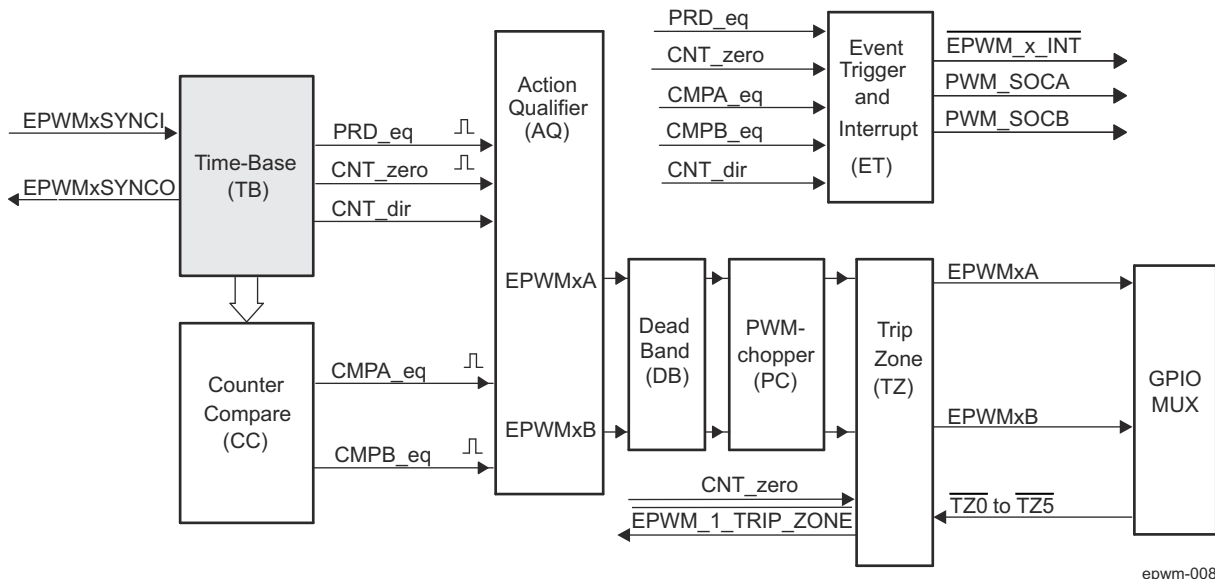 EPWMxSYNCI
EPWMxSYNCO
Time-Base
(TB)
PRD_eq
CNT_zero
CNT_dir
Counter
Compare
(CC)
CMPA_eq
CMPB_eq
Action
Qualifier
(AQ)
EPWMxA
EPWMxB
PRD_eq
CNT_zero
CMPA_eq
CMPB_eq
CNT_dir
Event
Trigger
and
Interrupt
(ET)
EPWM_x_INT
PWM_SOCA
PWM_SOCB
Dead
Band
(DB)
PWM-
chopper
(PC)
Trip
Zone
(TZ)
CNT_zero
EPWM_1_TRIP_ZONE
EPWMxA
EPWMxB
TZ0 to TZ5
GPIO
MUX
epwm-008